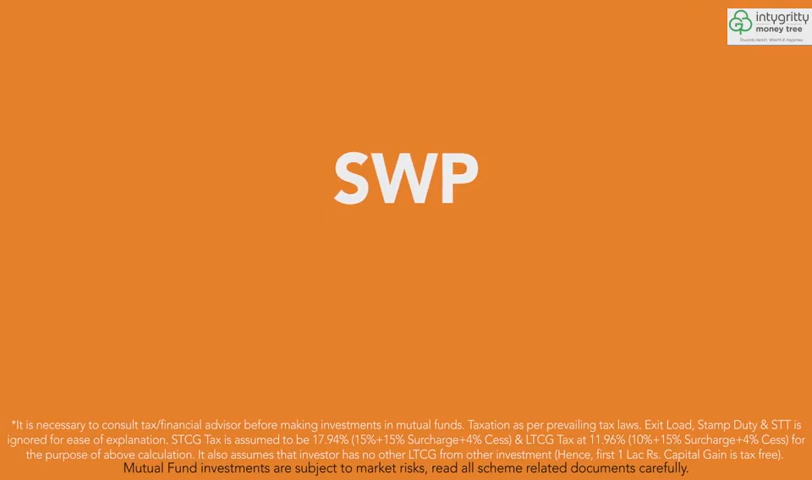 intygritty
money tree
SWP
*It is necessary to consult tax/financial advisor before making investments in mutual funds. Taxation as per prevailing tax laws. Exit Load, Stamp Duty & STT is
ignored for ease of explanation. STCG Tax is assumed to be 17.94% (15%+15% Surcharge+4% Cess) & LTCG Tax at 11.96% (10%+15% Surcharge+4% Cess) for
the purpose of above calculation. It also assumes that investor has no other LTCG from other investment (Hence, first 1 Lac Rs. Capital Gain is tax free).
Mutual Fund investments are subject to market risks, read all scheme related documents carefully.